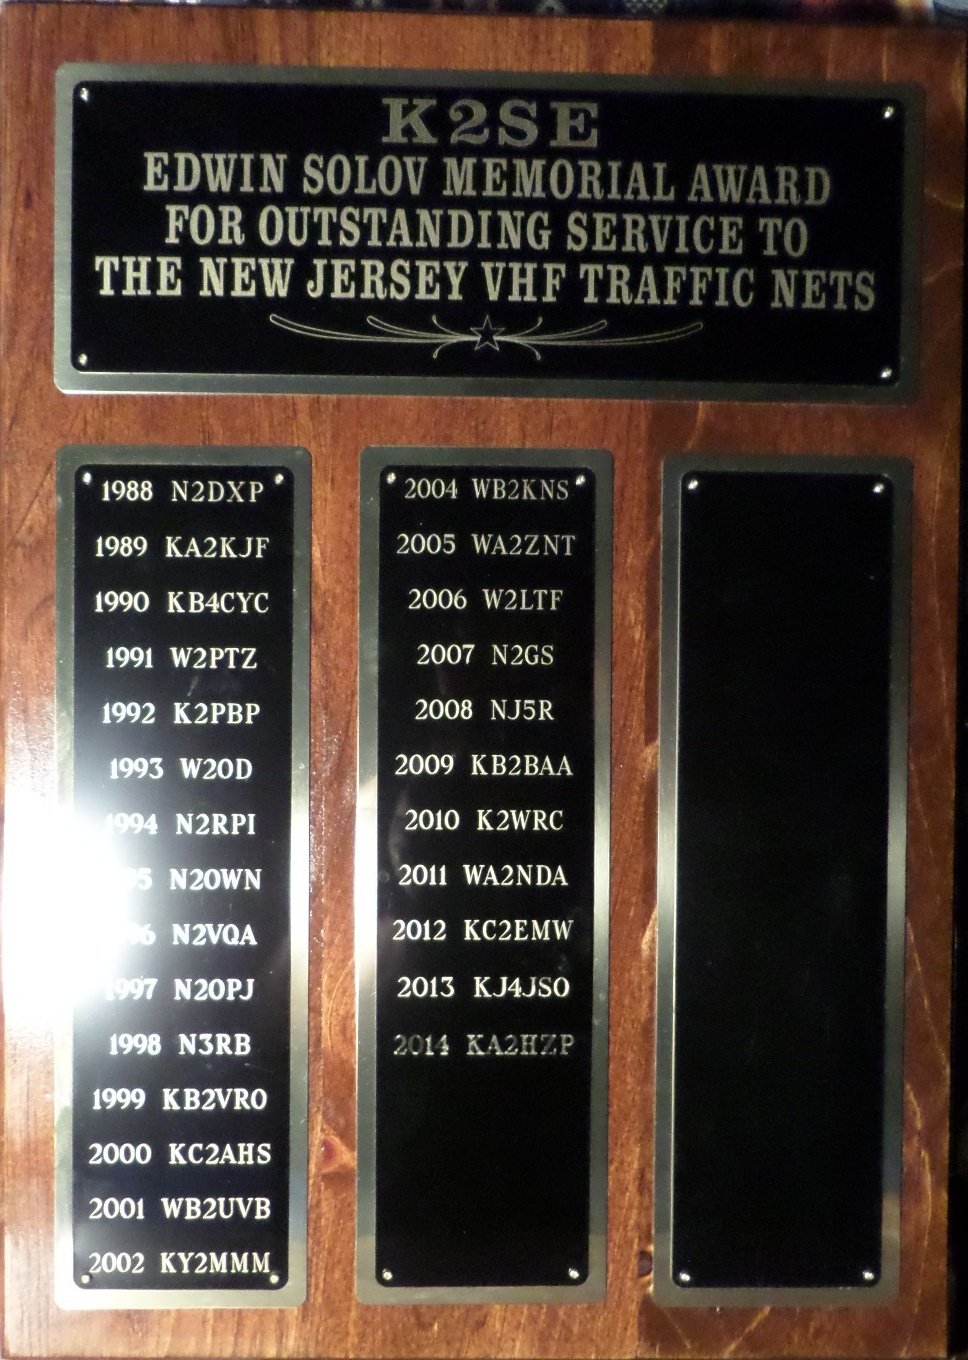 K2SE
EDWIN SOLOV MEMORIAL AWARD
FOR OUTSTANDING SERVICE TO
THE NEW JERSEY VHF TRAFFIC NETS
1988 N2DXP
1989 KA2KJF
1990 KB4CYC
1991 W2PTZ
1992 K2PBP
1993 W2OD
1994 N2RPI
N2OWN
N2VQA
1997 N2OPJ
1998 N3RB
1999 KB2VRO
2000 KC2AHS
2001 WB2UVB
2002 KY2MMM
2004 WB2KNS
2005 WA2ZNT
2006 W2LTF
2007 N2GS
2008 NJ5R
2009 KB2BAA
2010 K2WRC
2011 WA2NDA
2012 KC2EMW
2013 KJ4JSO
2014 KA2HZP